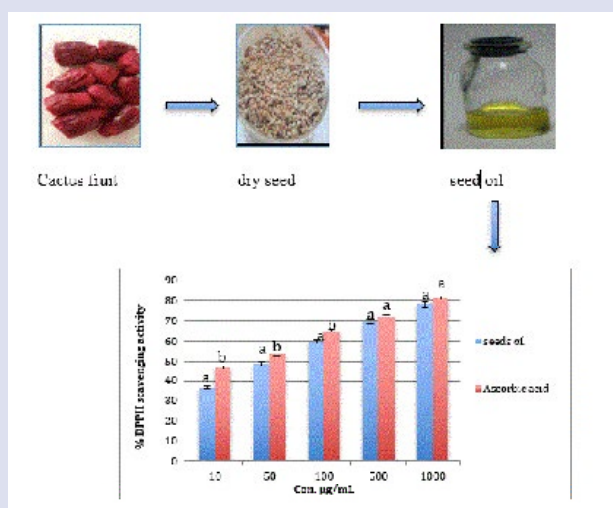 Cactus fruit
dry seed
seed oil
90
80
70
60
50
40
30
20
10
0
% DPPH scavenging activity
a
b
a
b
a
b
a
a
a
a
10
50
100
500
1000
Con. µg/mL
seeds oil
Ascorbic acid